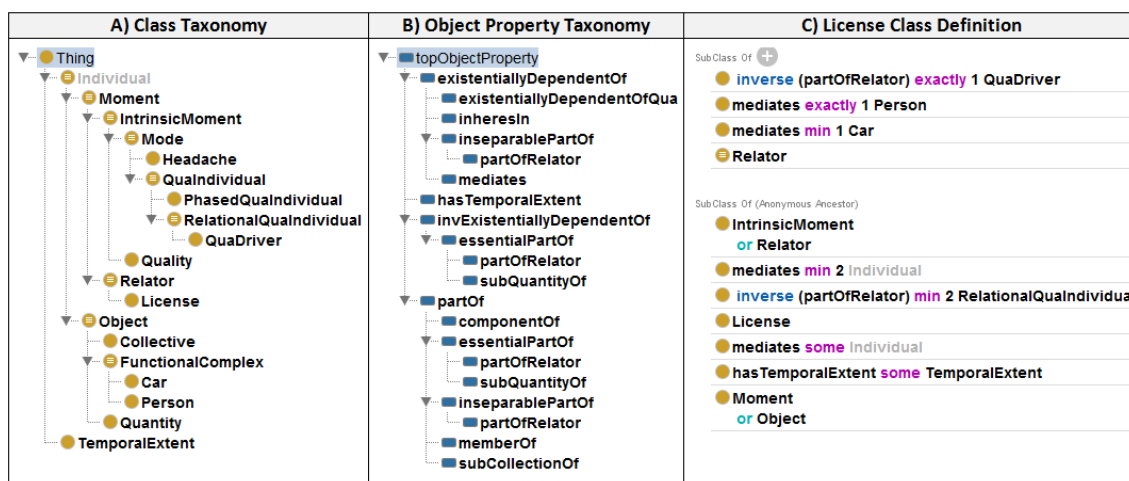 A) Class Taxonomy
Thing
Individual
Moment
IntrinsicMoment
Mode
Headache
QuaIndividual
PhasedQuaIndividual
RelationalQuaIndividual
QuaDriver
Quality
Relator
License
Object
Collective
FunctionalComplex
Car
Person
Quantity
TemporalExtent
B) Object Property Taxonomy
topObjectProperty
existentiallyDependentOf
existentiallyDependentOfQua
inheresIn
inseparablePartOf
partOfRelator
mediates
hasTemporalExtent
invExistentiallyDependentOf
essentialPartOf
partOfRelator
subQuantityOf
partOf
componentOf
essentialPartOf
partOfRelator
subQuantityOf
inseparablePartOf
partOfRelator
memberOf
subCollectionOf
C) License Class Definition
SubClass Of
inverse (partOfRelator) exactly 1 QuaDriver
mediates exactly 1 Person
mediates min 1 Car
Relator
SubClass Of (Anonymous Ancestor)
IntrinsicMoment
or Relator
mediates min 2 Individual
inverse (partOfRelator) min 2 RelationalQuaIndividua
License
mediates some Individual
hasTemporalExtent some TemporalExtent
Moment
or Object